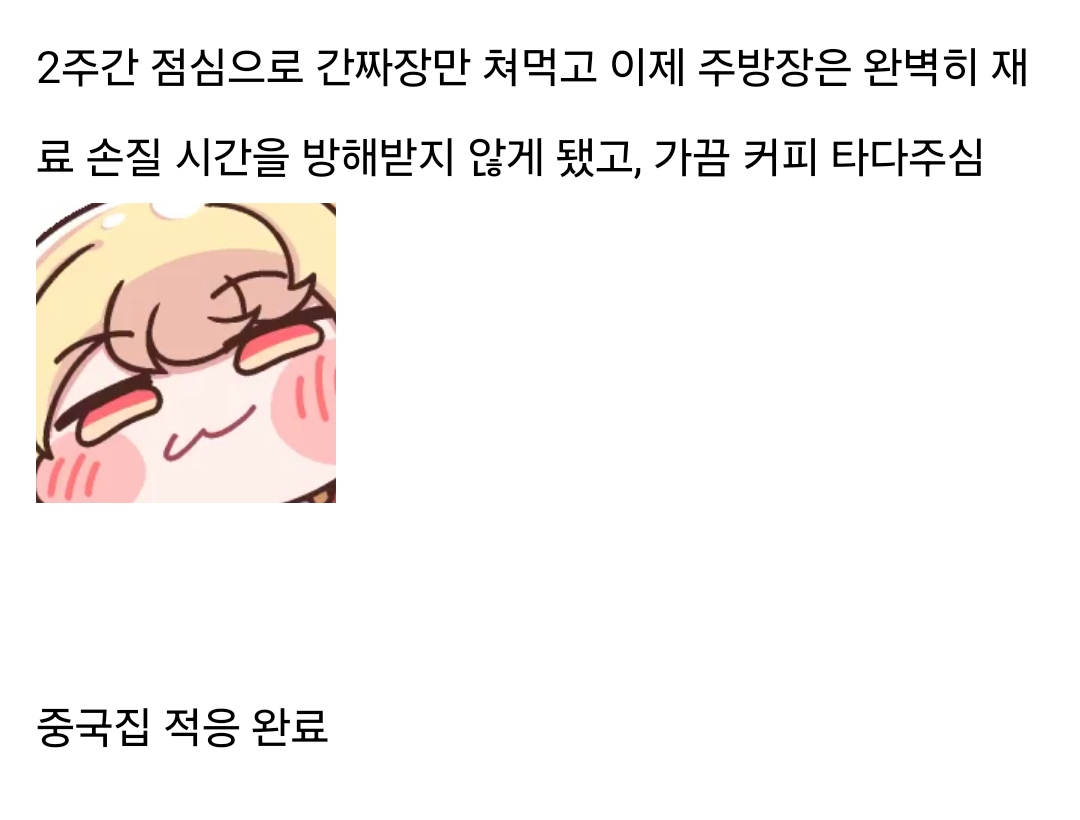 2주간 점심으로 간짜장만 쳐먹고 이제 주방장은 완벽히 재
료 손질 시간을 방해받지 않게 됐고, 가끔 커피 타다주심
중국집 적응 완료